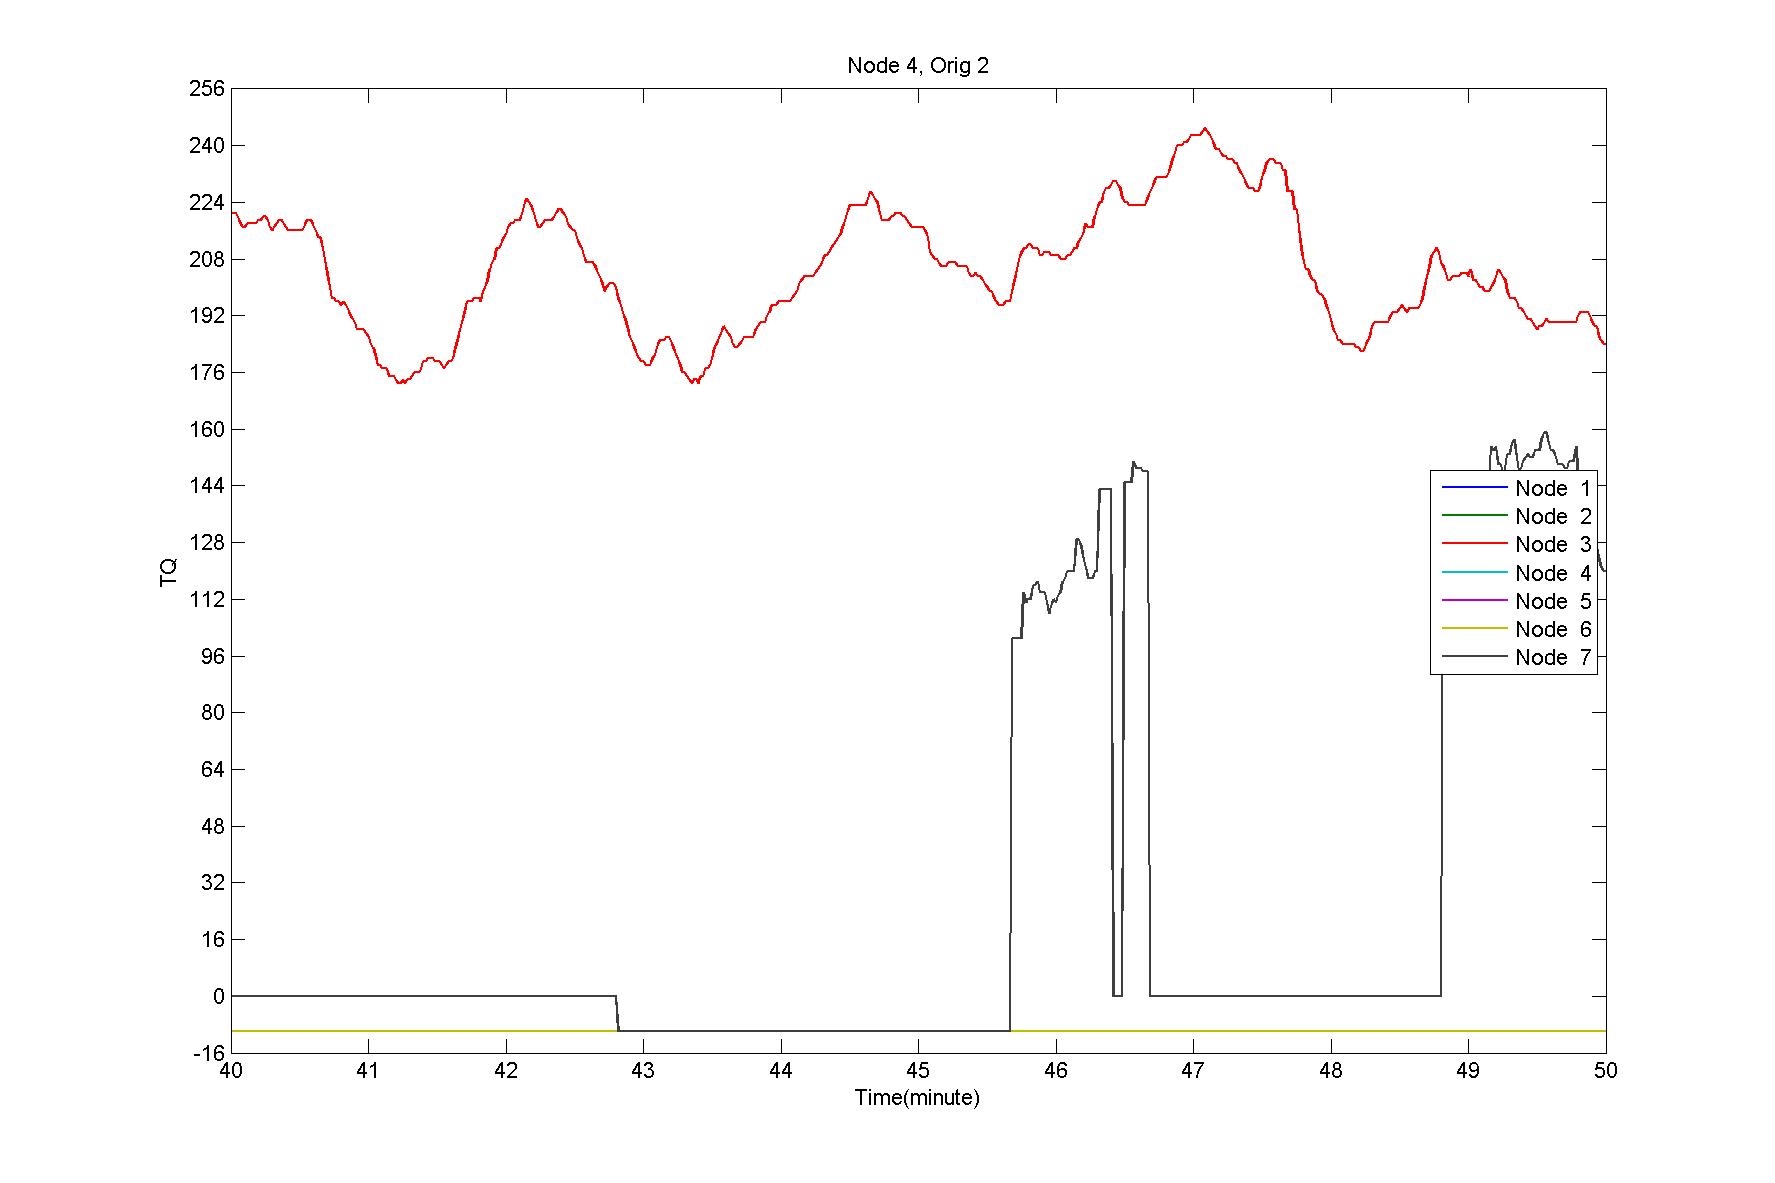 Node 4, Orig 2
256
240
224
208
192
176
160
144
128
112
96
80
64
48
32
16
0
-16
TQ
Node 1
Node 2
Node 3
Node 4
Node 5
Node 6
Node 7
40 41 42 43 44 45 46 47 48 49 50
Time(minute)